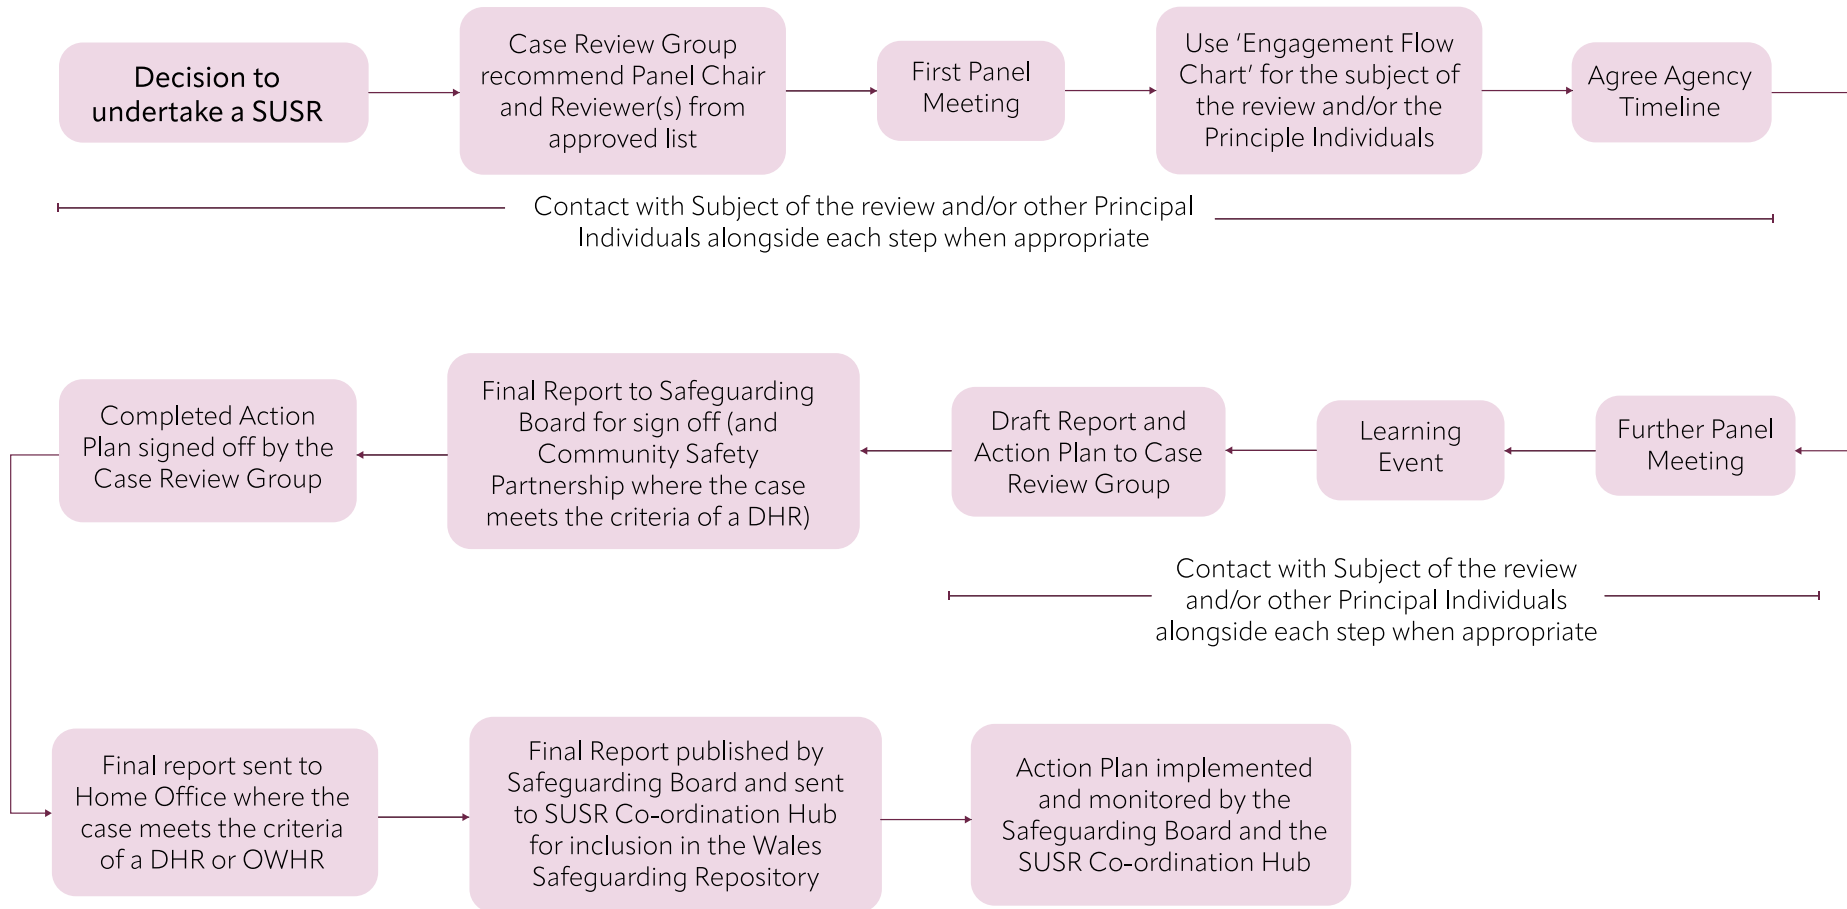 Decision to
undertake a SUSR
Case Review Group
recommend Panel Chair
and Reviewer(s) from
approved list
First Panel
Meeting
Use ‘Engagement Flow
Chart’ for the subject of
the review and/or the
Principle Individuals
Agree Agency
Timeline
Contact with Subject of the review and/or other Principal
Individuals alongside each step when appropriate
Further Panel
Meeting
Learning
Event
Draft Report and
Action Plan to Case
Review Group
Final Report to Safeguarding
Board for sign off (and
Community Safety
Partnership where the case
meets the criteria of a DHR)
Completed Action
Plan signed off by the
Case Review Group
Contact with Subject of the review
and/or other Principal Individuals
alongside each step when appropriate
Final report sent to
Home Office where the
case meets the criteria
of a DHR or OWHR
Final Report published by
Safeguarding Board and sent
to SUSR Co-ordination Hub
for inclusion in the Wales
Safeguarding Repository
Action Plan implemented
and monitored by the
Safeguarding Board and the
SUSR Co-ordination Hub